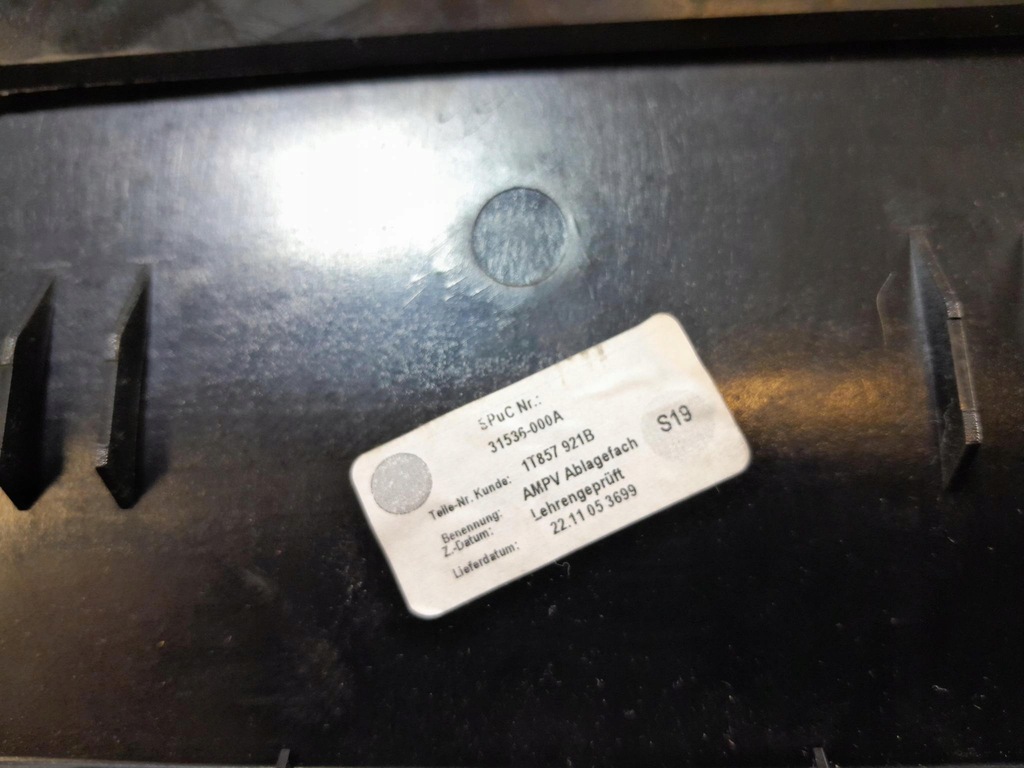 SPuC Nr.:
31536-000A
Teile-Nr. Kunde: 1T857 921B
Benennung: AMPV Ablagefach
Z.-Datum: Lehrengeprüft
Lieferdatum: 22.11 05 3699
S19